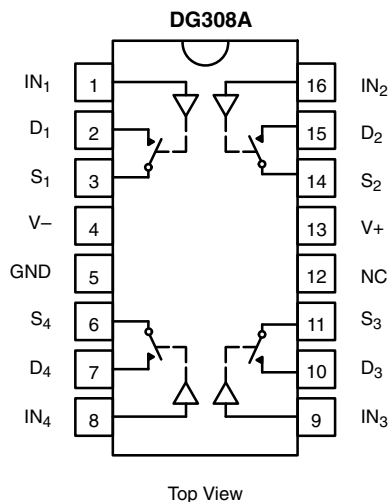 DG308A
IN1 1 16 IN2
D1 2 15 D2
S1 3 14 S2
V– 4 13 V+
GND 5 12 NC
S4 6 11 S3
D4 7 10 D3
IN4 8 9 IN3
Top View